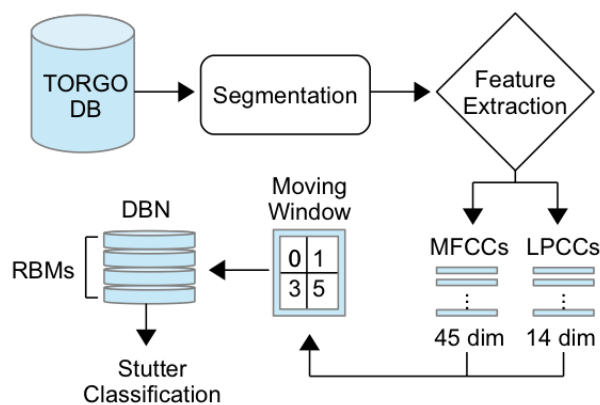 TORGO
DB
Segmentation
Feature
Extraction
MFCCs
LPCCs
⋮
⋮
45 dim
14 dim
Moving
Window
0 1
3 5
DBN
RBMs
Stutter
Classification